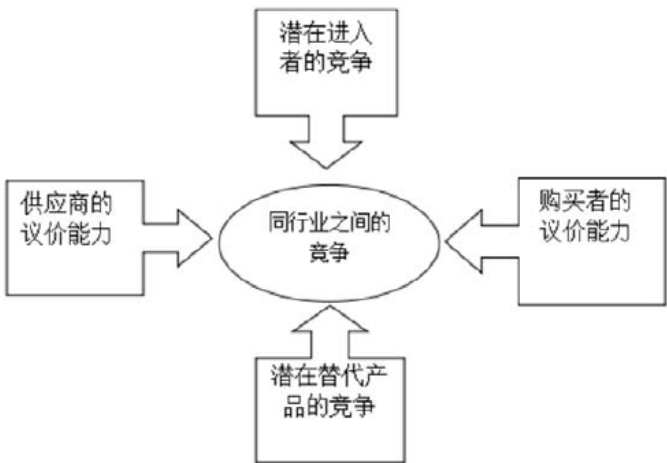 潜在进入
者的竞争
供应商的
议价能力
同行业之间的
竞争
购买者的
议价能力
潜在替代产
品的竞争